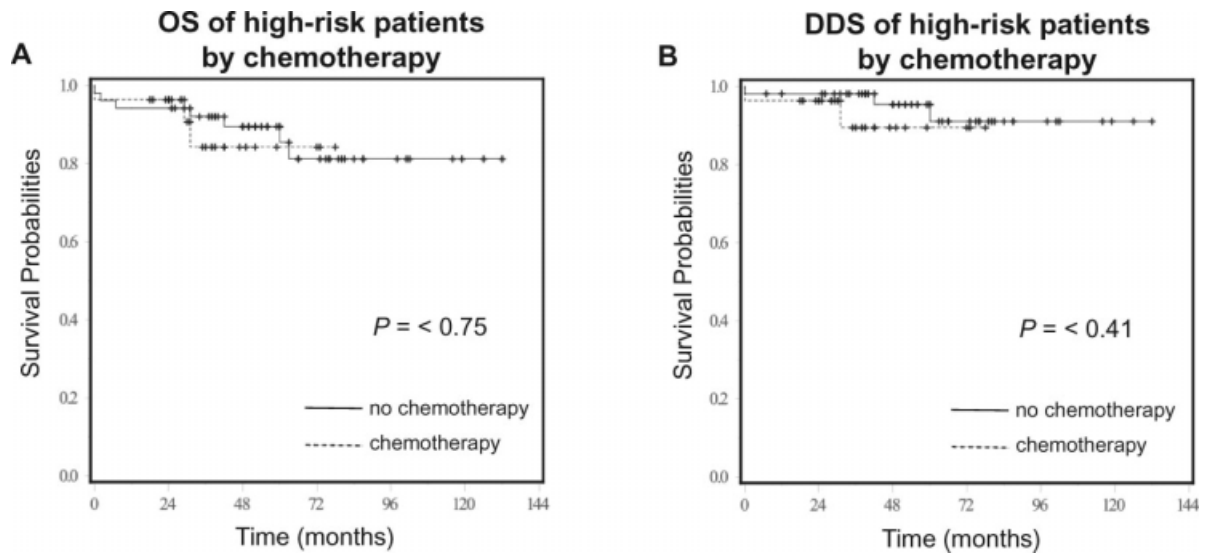 A
OS of high-risk patients
by chemotherapy
Survival Probabilities
1.0
0.8
0.6
0.4
0.2
0.0
P = < 0.75
no chemotherapy
chemotherapy
0 24 48 72 96 120 144
Time (months)
B
DDS of high-risk patients
by chemotherapy
Survival Probabilities
1.0
0.8
0.6
0.4
0.2
0.0
P = < 0.41
no chemotherapy
chemotherapy
0 24 48 72 96 120 144
Time (months)